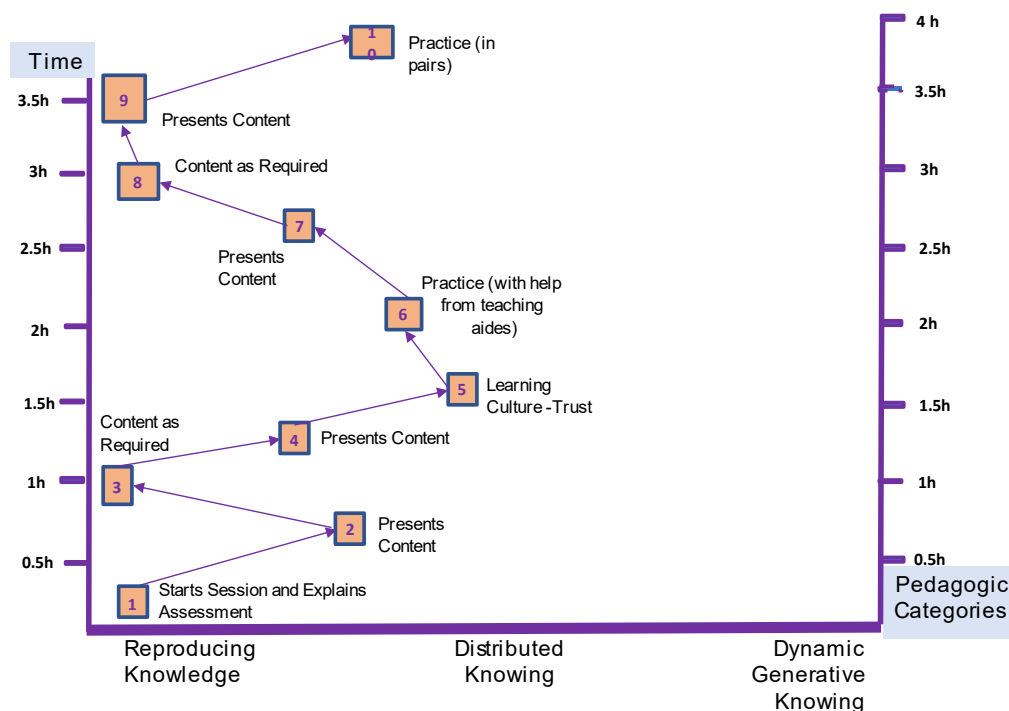 4 h
1
0
Practice (in
pairs)
Time
3.5h
9
3.5h
Presents Content
3h
8
Content as Required
3h
7
Presents
Content
2.5h
2.5h
Practice (with help
from teaching
aides)
6
2h
2h
5
Learning
Culture -Trust
1.5h
1.5h
Content as
Required
4
Presents Content
3
1h
1h
2
Presents
Content
0.5h
0.5h
1
Starts Session and Explains
Assessment
Pedagogic
Categories
Reproducing
Knowledge
Distributed
Knowing
Dynamic
Generative
Knowing